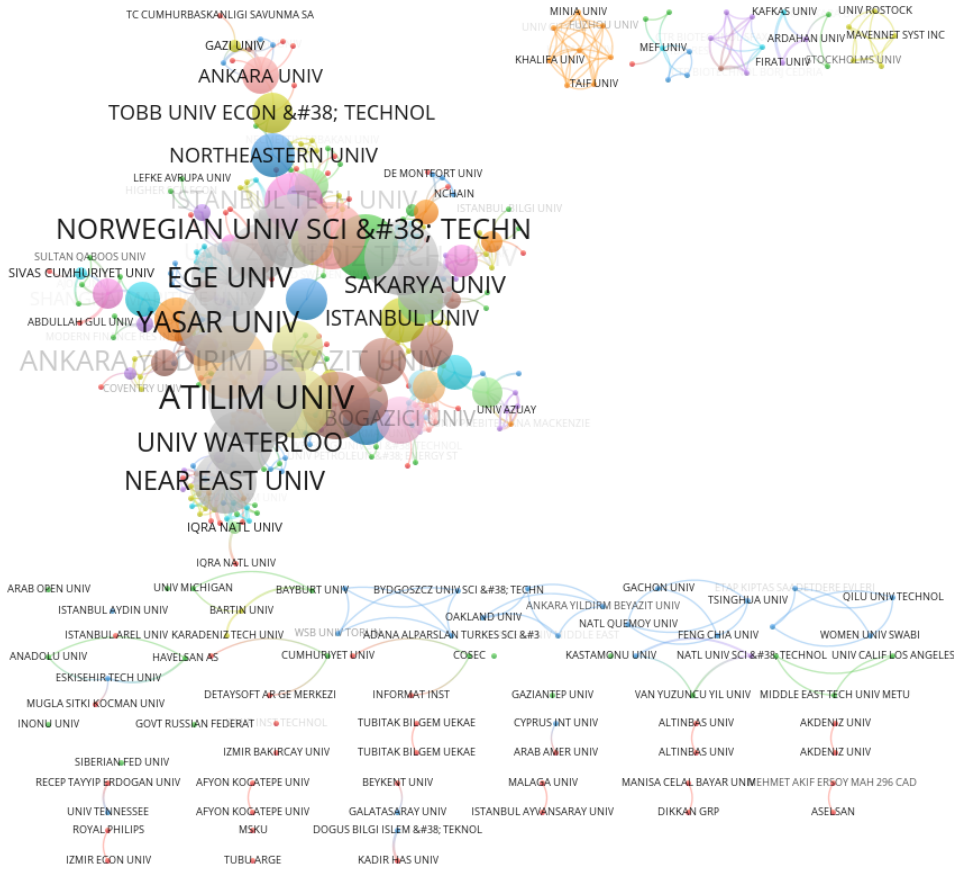 TC CUMHURBASKANLIGI SAVUNMA SA
GAZI UNIV
ANKARA UNIV
TOBB UNIV ECON &#38; TECHNOL
NORTHEASTERN UNIV
LEFKE AVRUPA UNIV
DE MONTFORT UNIV
NCHAIN
ISTANBUL TECH UNIV
ISTANBUL BILGI UNIV
NORWEGIAN UNIV SCI &#38; TECHN
SULTAN QABOOS UNIV
SIVAS CUMHURIYET UNIV
EGE UNIV
SAKARYA UNIV
ABDULLAH GUL UNIV
YASAR UNIV
ISTANBUL UNIV
ANKARA YILDIRIM BEYAZIT UNIV
COVENTRY UNIV
ATILIM UNIV
BOGAZICI UNIV
UNIV AZUAY
UNIV WATERLOO
NEAR EAST UNIV
IQRA NATL UNIV
IQRA NATL UNIV
MINIA UNIV
FUZHOU UNIV
KHALIFA UNIV
TAIF UNIV
MEF UNIV
KAFKAS UNIV
ARDAHAN UNIV
FIRAT UNIV
UNIV ROSTOCK
MAVENNET SYST INC
STOCKHOLMS UNIV
ARAB OPEN UNIV
UNIV MICHIGAN
BAYBURT UNIV
BYDGOSZCZ UNIV SCI &#38; TECHN
GACHON UNIV
ETAP KIPTAS SAADETDERE EVLERI
TSINGHUA UNIV
QILU UNIV TECHNOL
ISTANBUL AYDIN UNIV
BARTIN UNIV
OAKLAND UNIV
ANKARA YILDIRM BEYAZIT UNIV
NATL QUEMOY UNIV
ISTANBUL AREL UNIV
KARADENIZ TECH UNIV
WSB UNIV TORUN
ADANA ALPARSLAN TURKES SCI &#3
FENG CHIA UNIV
WOMEN UNIV SWABI
ANADOLU UNIV
HAVELSAN AS
CUMHURIYET UNIV
COSEC
KASTAMONU UNIV
NATL UNIV SCI &#38; TECHNOL
UNIV CALIF LOS ANGELES
ESKISEHIR TECH UNIV
MUGLA SITKI KOCMAN UNIV
DETAYSOFT AR GE MERKEZI
INFORMAT INST
GAZIANTEP UNIV
VAN YUZUNCU YIL UNIV
MIDDLE EAST TECH UNIV METU
INONU UNIV
GOVT RUSSIAN FEDERAT
TUBITAK BILGEM UEKAE
CYPRUS INT UNIV
ALTINBAS UNIV
AKDENIZ UNIV
SIBERIAN FED UNIV
IZMIR BAKIRCAY UNIV
TUBITAK BILGEM UEKAE
ARAB AMER UNIV
ALTINBAS UNIV
AKDENIZ UNIV
RECEP TAYYIP ERDOGAN UNIV
AFYON KOCATEPE UNIV
BEYKENT UNIV
MALAGA UNIV
MANISA CELAL BAYAR UNIV
MEHMET AKIF ERSOY MAH 296 CAD
UNIV TENNESSEE
AFYON KOCATEPE UNIV
GALATASARAY UNIV
ISTANBUL AYVANSARAY UNIV
DIKKAN GRP
ASELSAN
ROYAL PHILIPS
MSKU
DOGUS BILGI ISLEM &#38; TEKNOL
IZMIR ECON UNIV
TUBU ARGE
KADIR HAS UNIV